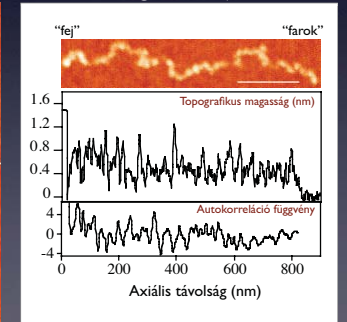 “fej” “farok”
Topografikus magasság (nm)
1.6
1.2
0.8
0.4
0
Autokorreláció függvény
4
0
-4
0 200 400 600 800
Axiális távolság (nm)